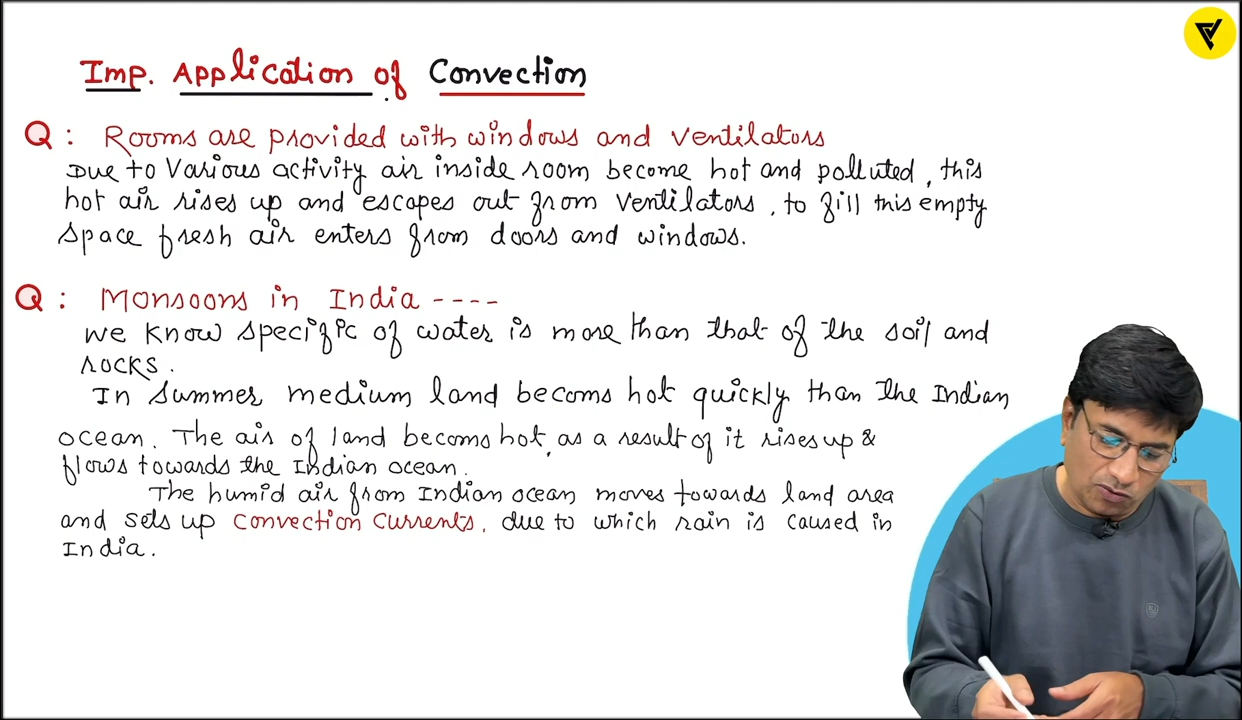 Imp. Application of Convection
Q : Rooms are provided with windows and ventilators
Due to various activity air inside room become hot and polluted, this
hot air rises up and escapes out from ventilators, to fill this empty
space fresh air enters from doors and windows.
Q : Monsoons in India ----
We know specific of water is more than that of the soil and
rocks.
In summer medium land becoms hot quickly than the Indian
ocean. The air of land becoms hot, as a result of it rises up &
flows towards the Indian ocean.
The humid air from Indian ocean moves towards land area
and sets up convection currents, due to which rain is caused in
India.